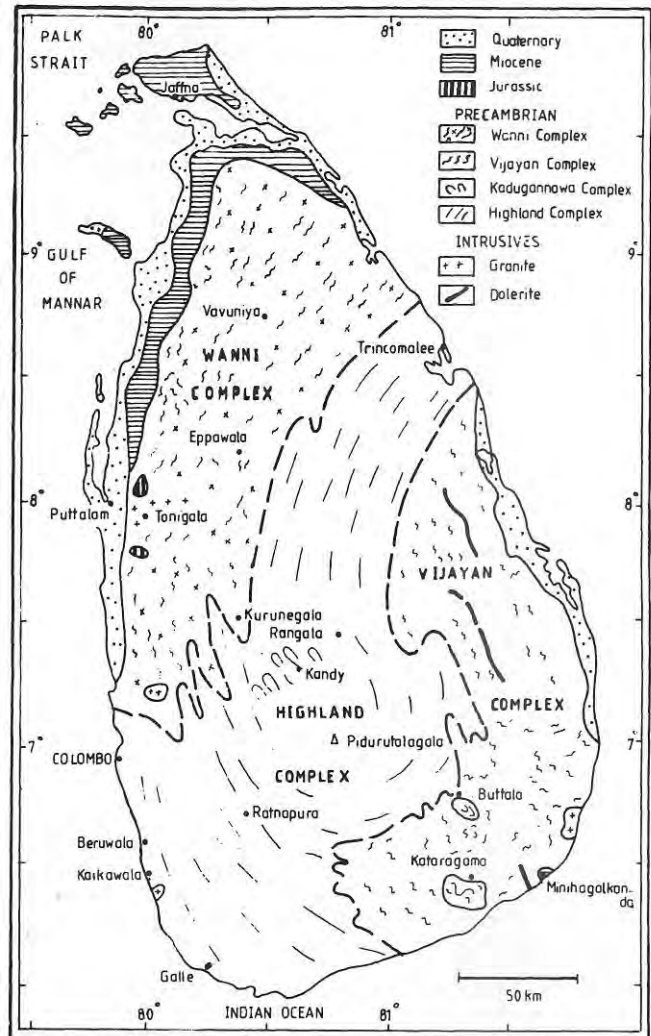 80°
81°
PALK
STRAIT
Quaternary
Miocene
Jurassic
PRECAMBRIAN
Wanni Complex
Vijayan Complex
Kadugannawa Complex
Highland Complex
INTRUSIVES
Granite
Dolerite
Jaffna
9°
9°
GULF
OF
MANNAR
Vavuniya
WANNI
COMPLEX
Trincomalee
Eppawala
8°
8°
Puttalam
Tonigala
VIJAYAN
COMPLEX
Kurunegala
Rangala
Kandy
HIGHLAND
COMPLEX
7°
7°
Pidurutalagala
COLOMBO
Buttala
Ratnapura
Beruwala
Kaikawala
Kataragama
Minihagalkan-
da
Galle
50 km
80°
INDIAN OCEAN
81°